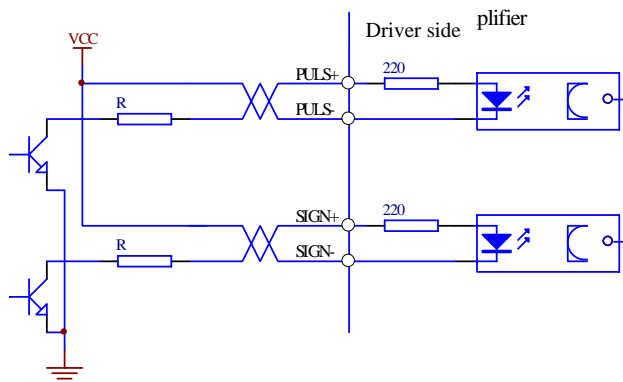 Driver side
plifier
VCC
PULS+
220
R
PULS-
SIGN+
220
R
SIGN-